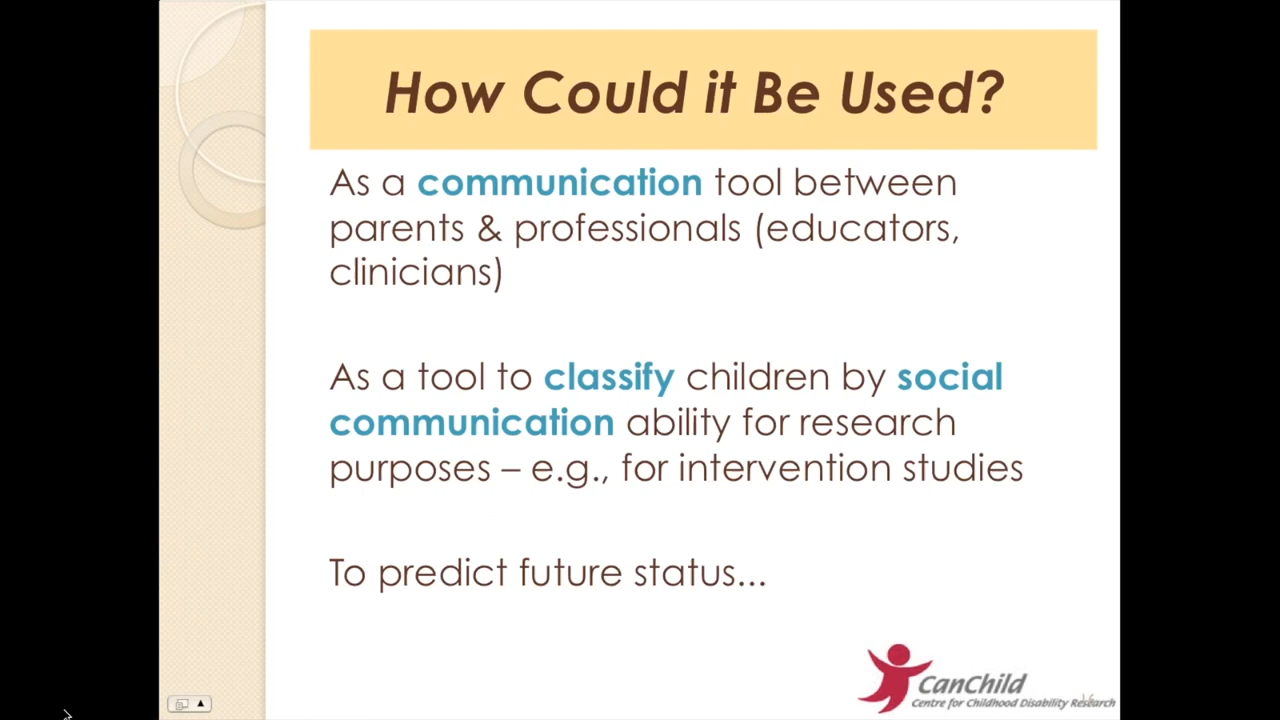 How Could it Be Used?
As a communication tool between
parents & professionals (educators,
clinicians)
As a tool to classify children by social
communication ability for research
purposes – e.g., for intervention studies
To predict future status...
CanChild
Centre for Childhood Disability Research